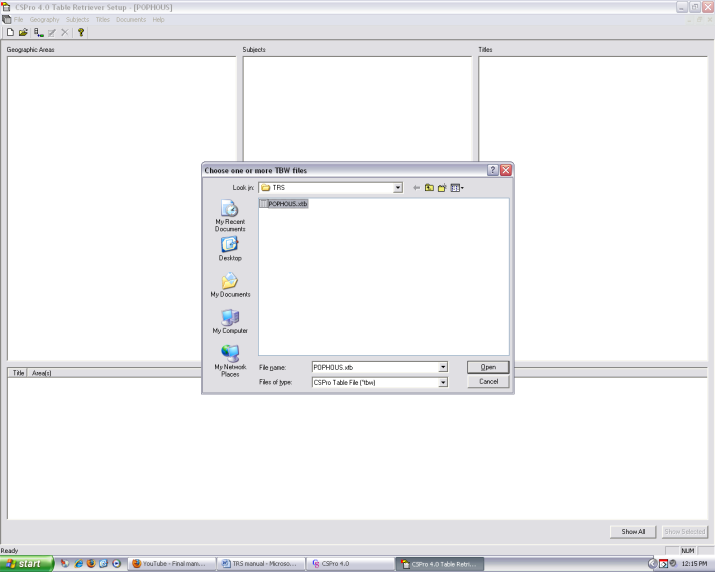 CSPro 4.0 Table Retriever Setup - [POPHOUS]
File Geography Subjects Titles Documents Help
Geographic Areas
Subjects
Titles
Choose one or more TBW files
Look in:
TRS
POPHOUS.xtb
My Recent
Documents
Desktop
My Documents
My Computer
My Network
Places
File name:
POPHOUS.xtb
Open
Files of type:
CSPro Table File (*tbw)
Cancel
Title Area(s)
Show All
Show Selected
Ready
NUM
start
YouTube - Final mam...
TRS manual - Microso...
CSPro 4.0
CSPro 4.0 Table Retri...
12:15 PM